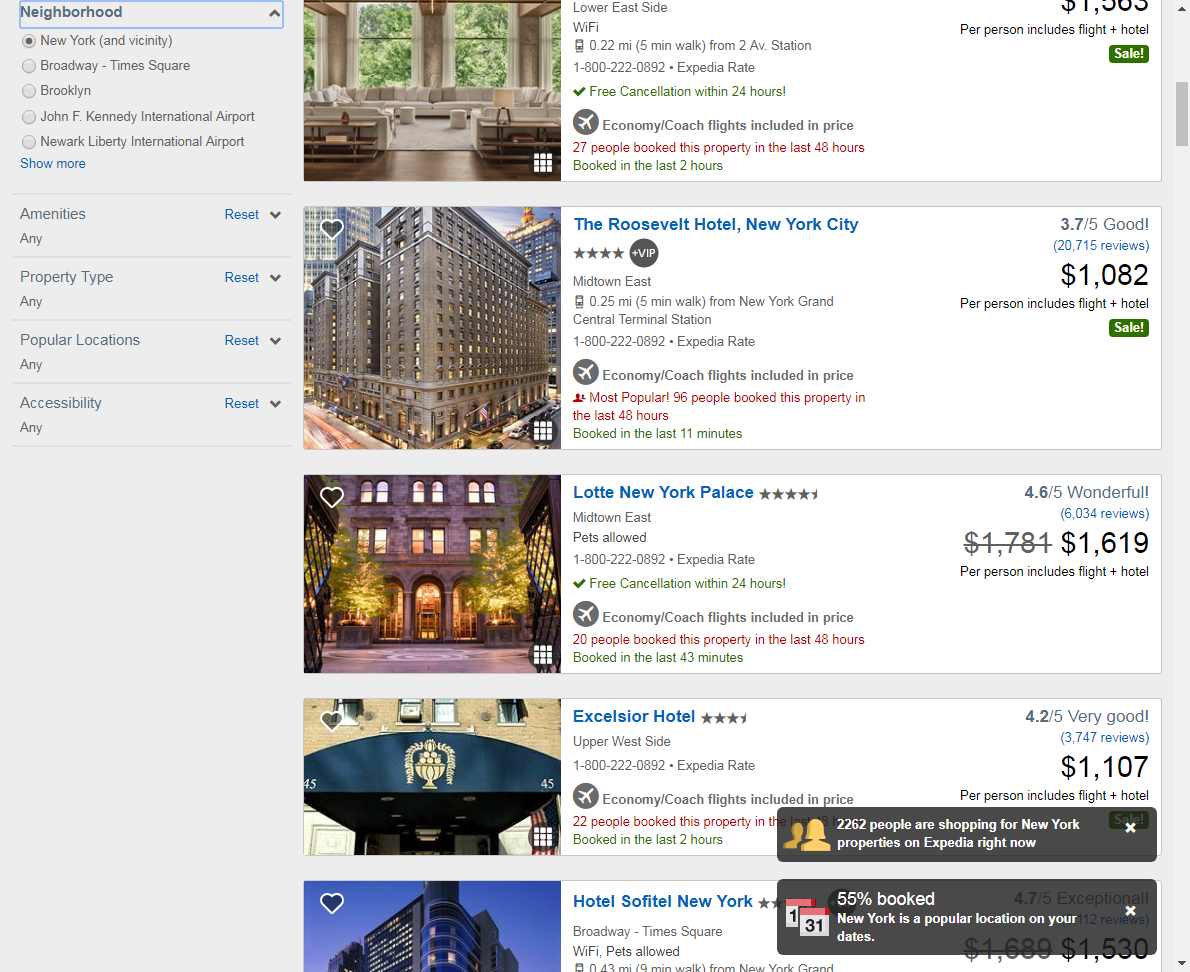 Neighborhood
New York (and vicinity)
Broadway - Times Square
Brooklyn
John F. Kennedy International Airport
Newark Liberty International Airport
Show more
Amenities
Reset
Any
Property Type
Reset
Any
Popular Locations
Reset
Any
Accessibility
Reset
Any
Lower East Side
WiFi
0.22 mi (5 min walk) from 2 Av. Station
1-800-222-0892 • Expedia Rate
Free Cancellation within 24 hours!
Economy/Coach flights included in price
27 people booked this property in the last 48 hours
Booked in the last 2 hours
$1,563
Per person includes flight + hotel
Sale!
The Roosevelt Hotel, New York City
+VIP
Midtown East
0.25 mi (5 min walk) from New York Grand
Central Terminal Station
1-800-222-0892 • Expedia Rate
Economy/Coach flights included in price
Most Popular! 96 people booked this property in
the last 48 hours
Booked in the last 11 minutes
3.7/5 Good!
(20,715 reviews)
$1,082
Per person includes flight + hotel
Sale!
Lotte New York Palace
Midtown East
Pets allowed
1-800-222-0892 • Expedia Rate
Free Cancellation within 24 hours!
Economy/Coach flights included in price
20 people booked this property in the last 48 hours
Booked in the last 43 minutes
4.6/5 Wonderful!
(6,034 reviews)
$1,781 $1,619
Per person includes flight + hotel
45
45
Excelsior Hotel
Upper West Side
1-800-222-0892 • Expedia Rate
Economy/Coach flights included in price
22 people booked this property in the last 48 hours
Booked in the last 2 hours
4.2/5 Very good!
(3,747 reviews)
$1,107
Per person includes flight + hotel
Sale!
2262 people are shopping for New York
properties on Expedia right now
Hotel Sofitel New York
Broadway - Times Square
WiFi, Pets allowed
0.43 mi (9 min walk) from New York Grand
4.7/5 Exceptional!
112 reviews)
$1,689 $1,530
1
31
55% booked
New York is a popular location on your
dates.